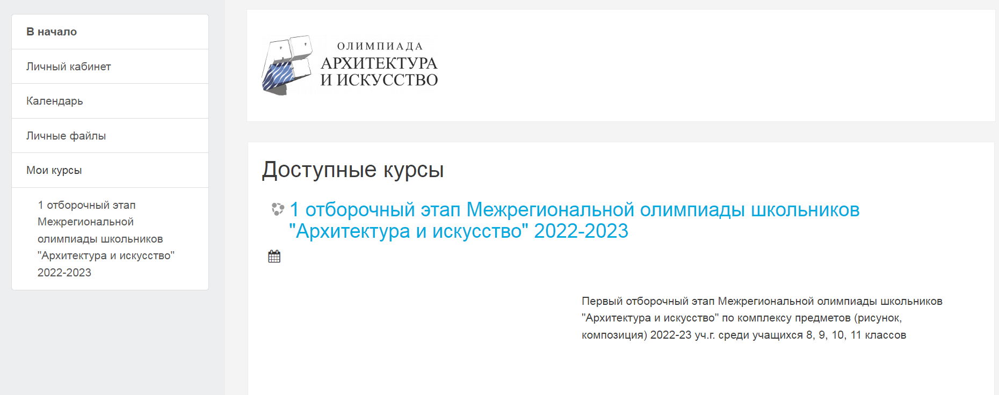 В начало
Личный кабинет
Календарь
Личные файлы
Мои курсы
1 отборочный этап
Межрегиональной
олимпиады школьников
"Архитектура и искусство"
2022-2023
ОЛИМПИАДА
АРХИТЕКТУРА
И ИСКУССТВО
Доступные курсы
1 отборочный этап Межрегиональной олимпиады школьников
"Архитектура и искусство" 2022-2023
Первый отборочный этап Межрегиональной олимпиады школьников
"Архитектура и искусство" по комплексу предметов (рисунок,
композиция) 2022-23 уч.г. среди учащихся 8, 9, 10, 11 классов